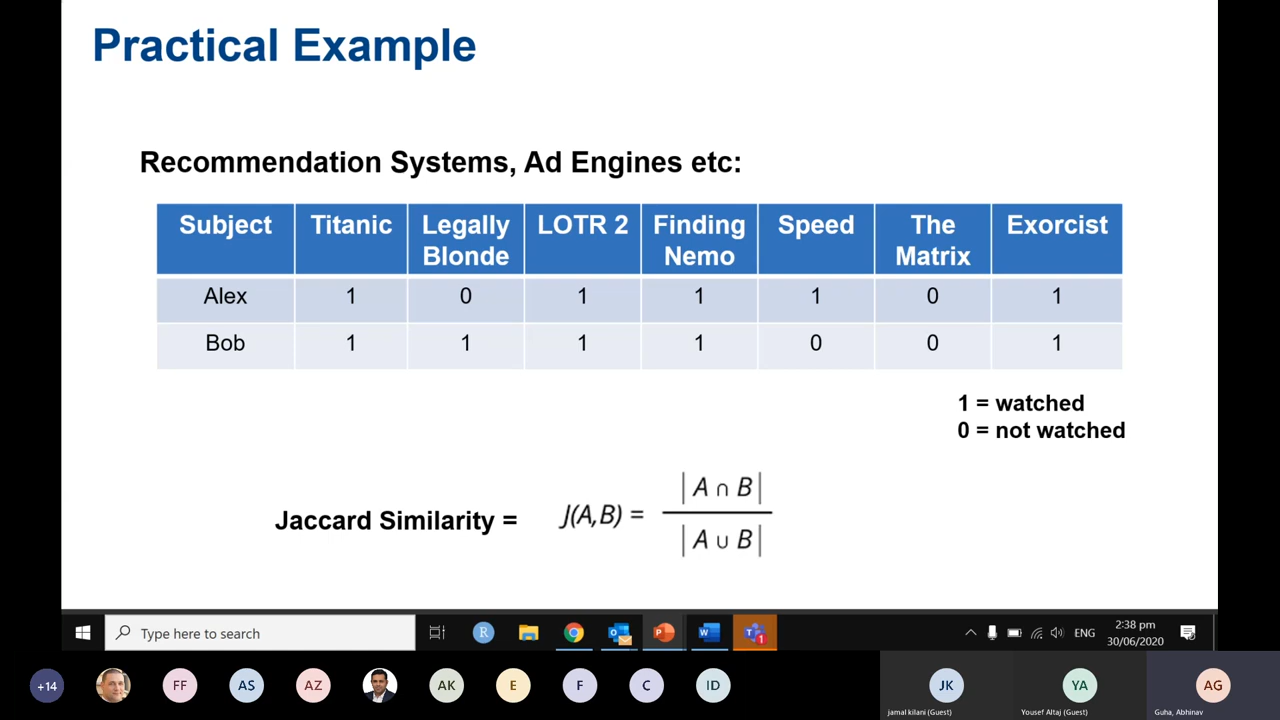 Practical Example
Recommendation Systems, Ad Engines etc:
Subject Titanic Legally Blonde LOTR 2 Finding Nemo Speed The Matrix Exorcist
Alex 1 0 1 1 1 0 1
Bob 1 1 1 1 0 0 1
1 = watched
0 = not watched
Jaccard Similarity = J(A,B) = |A ∩ B| / |A ∪ B|
Type here to search
R
1
ENG
2:38 pm
30/06/2020
+14 FF AS AZ AK E F C ID JK YA AG
jamal kilani (Guest) Yousef Altaj (Guest) Guha, Abhinav